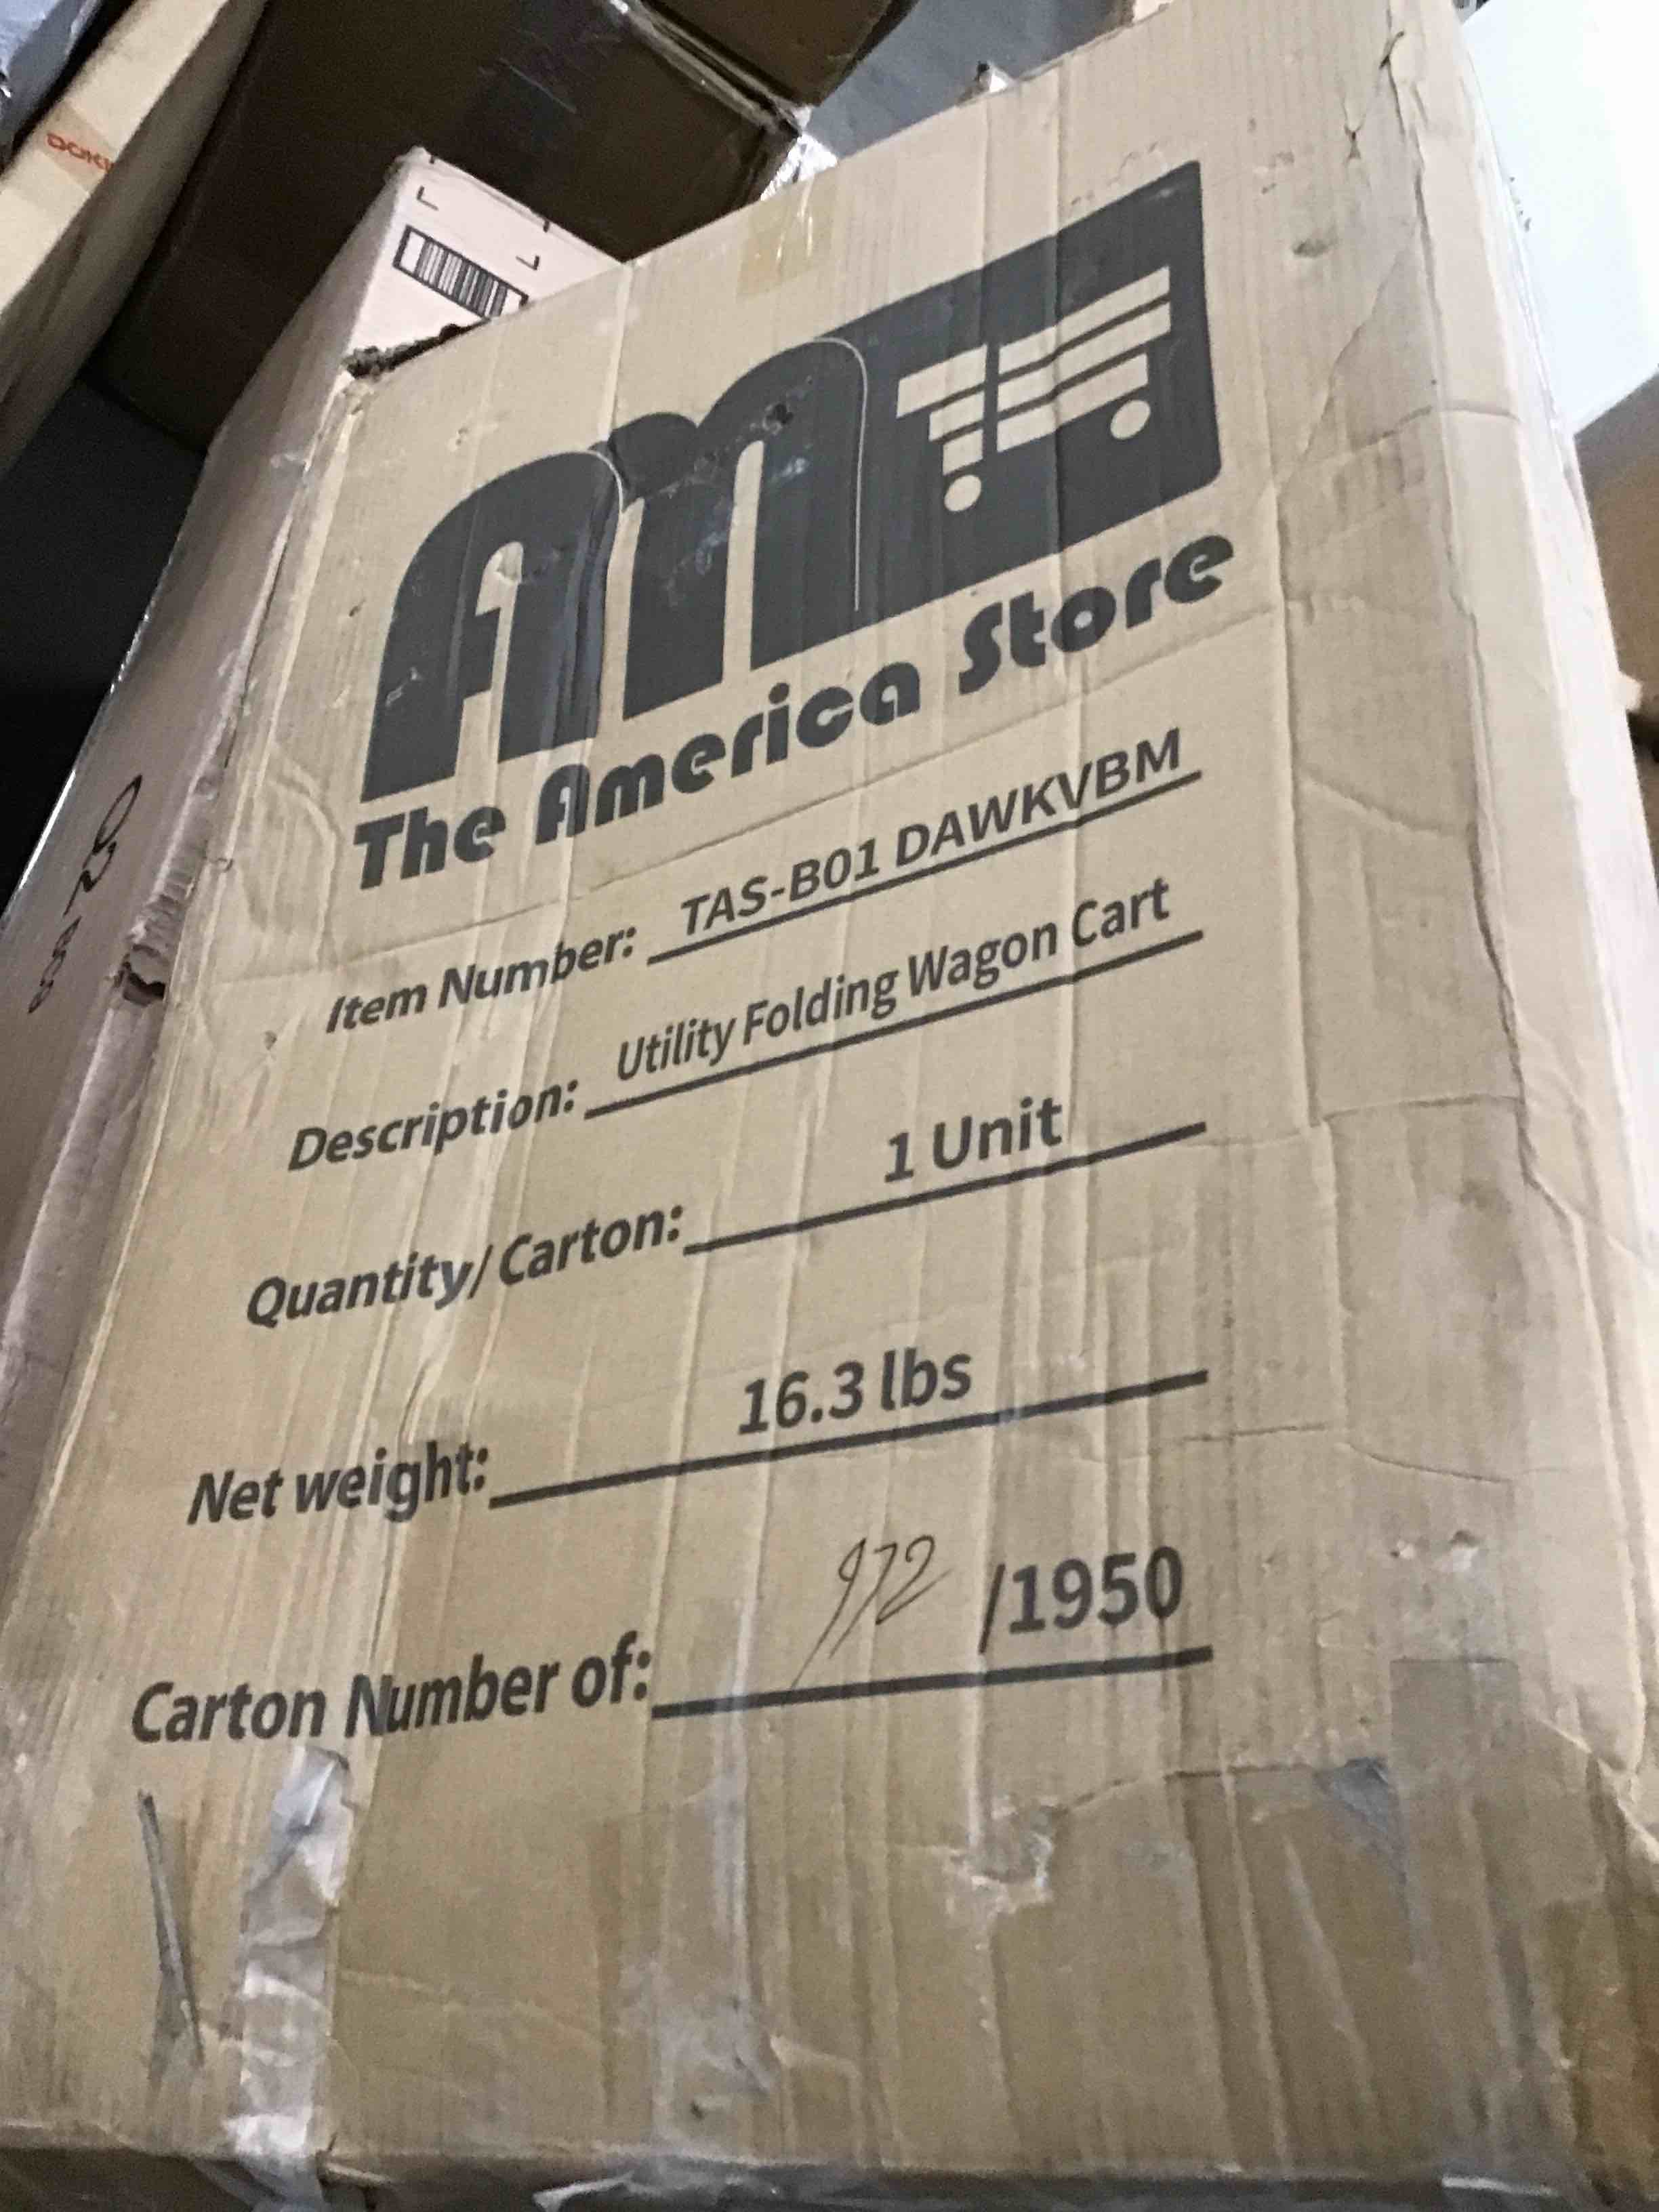 The America Store
Item Number: TAS-B01 DAWKVBM
Description: Utility Folding Wagon Cart
Quantity/Carton: 1 Unit
Net weight: 16.3 lbs
Carton Number of: 972 /1950